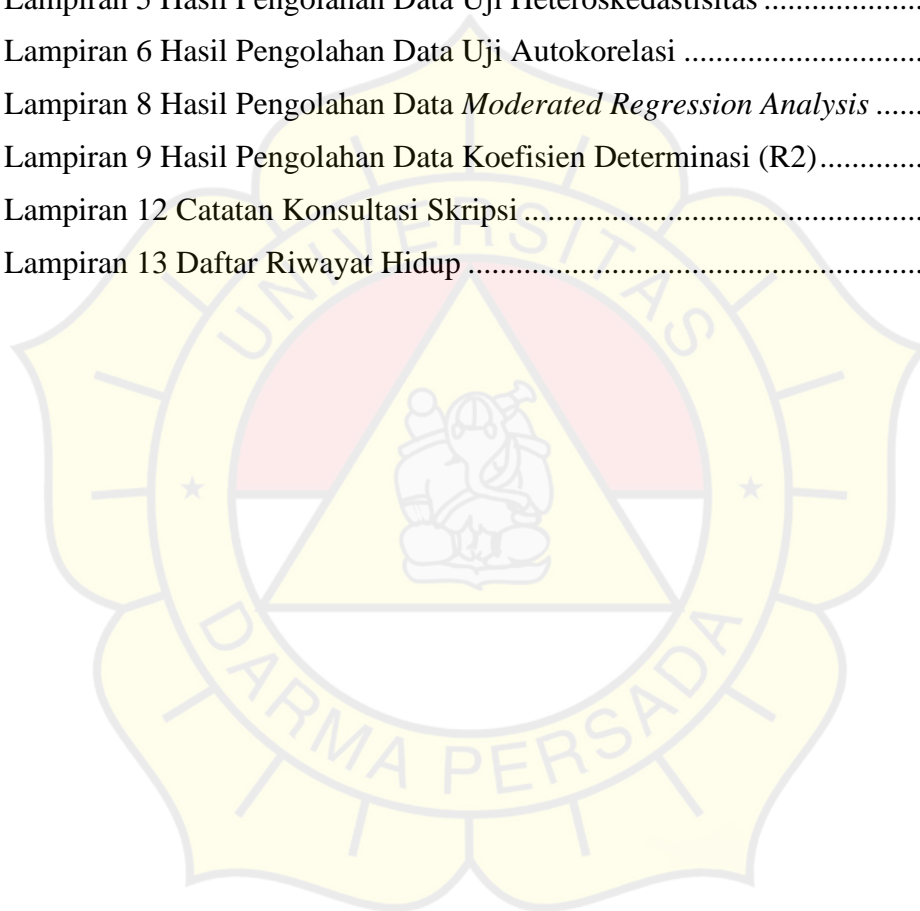 Lampiran 5 Hasil Pengolahan Data Uji Heteroskedastisitas ....................
Lampiran 6 Hasil Pengolahan Data Uji Autokorelasi ..............................
Lampiran 8 Hasil Pengolahan Data Moderated Regression Analysis ......
Lampiran 9 Hasil Pengolahan Data Koefisien Determinasi (R2).............
Lampiran 12 Catatan Konsultasi Skripsi ..................................................
Lampiran 13 Daftar Riwayat Hidup .........................................................
UNIVERSITAS
DARMA PERSADA